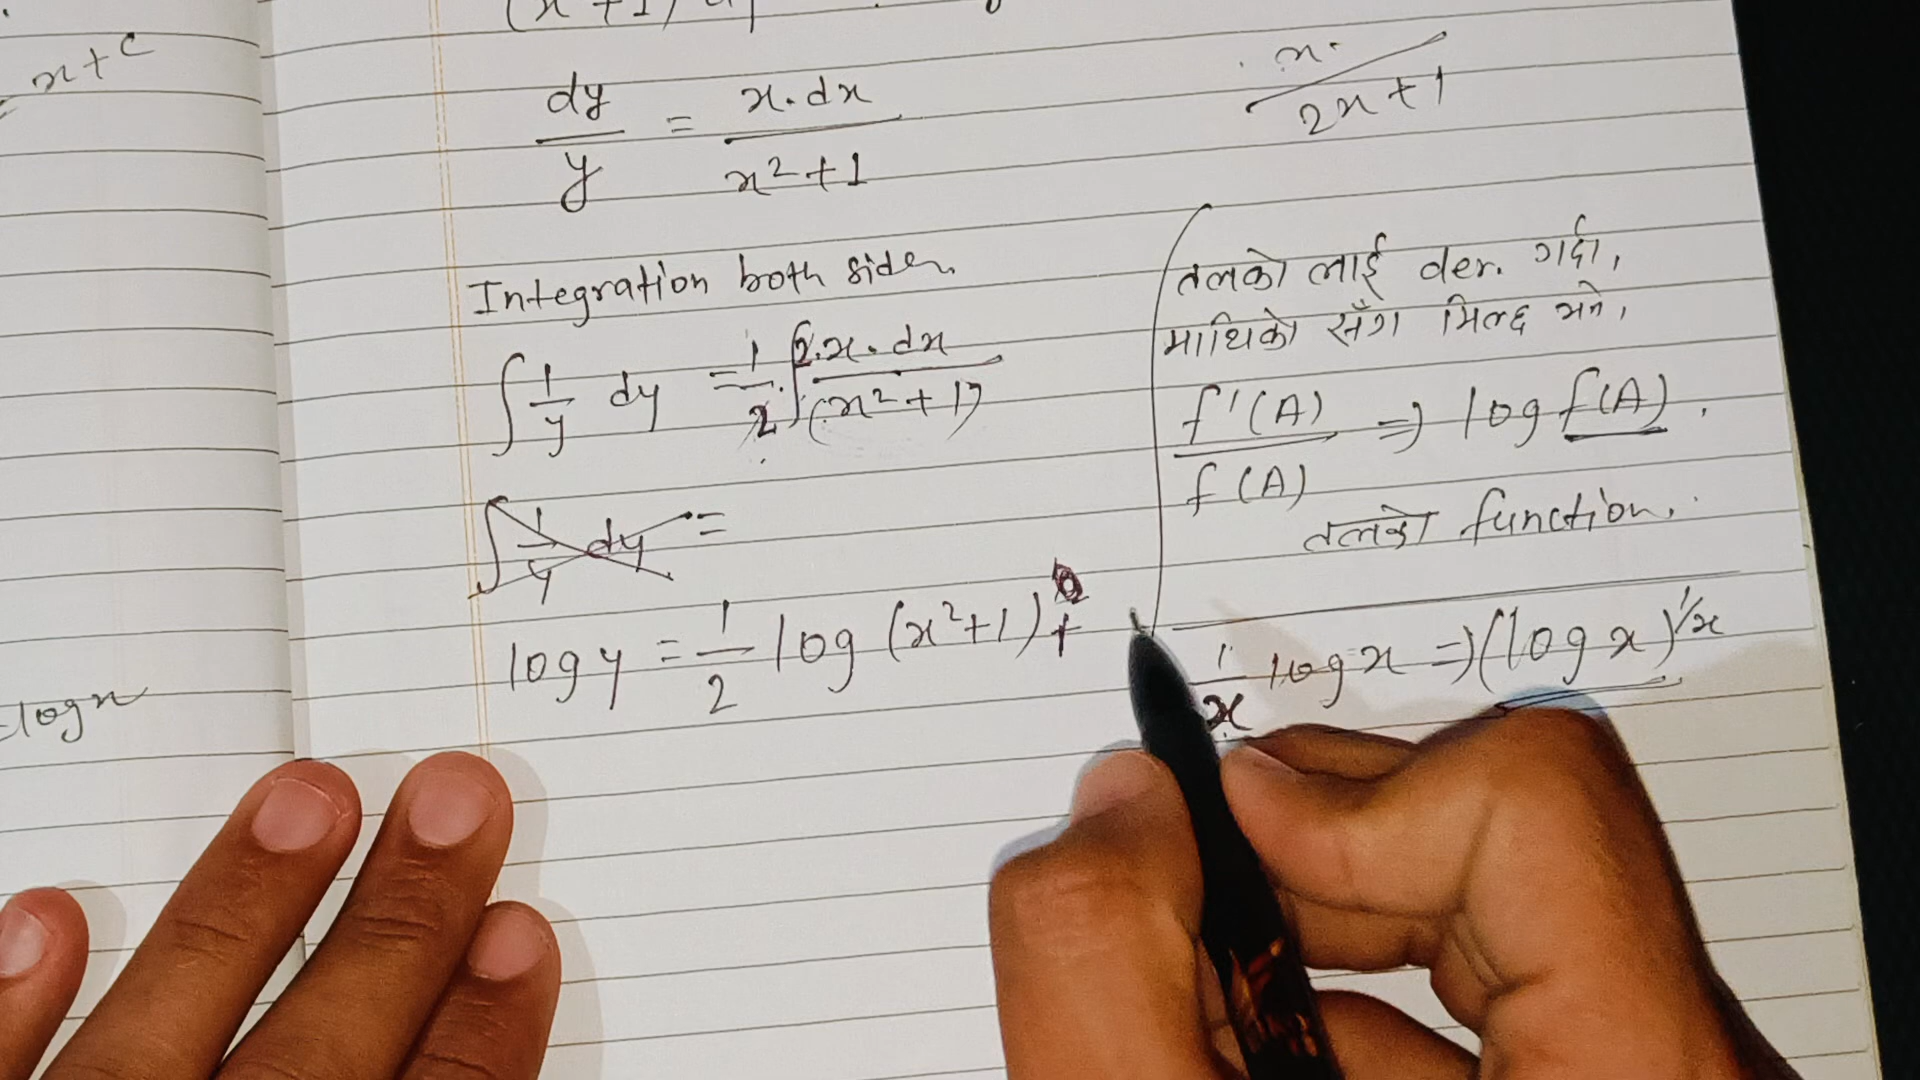 x + c
= log x
dy/y = x. dx/x² + 1
Integration both sides.
∫ 1/y dy = 1/2 . ∫ 2.x. dx/(x² + 1)
∫ 1/y dy =
log y = 1/2 log (x²+1) +
x./2x + 1
तलको लाई der. गर्दा,
माथिको सँग मिल्छ भने,
f'(A)/f(A) => log f(A).
तलको function.
1/x log x => (log x)^1/x